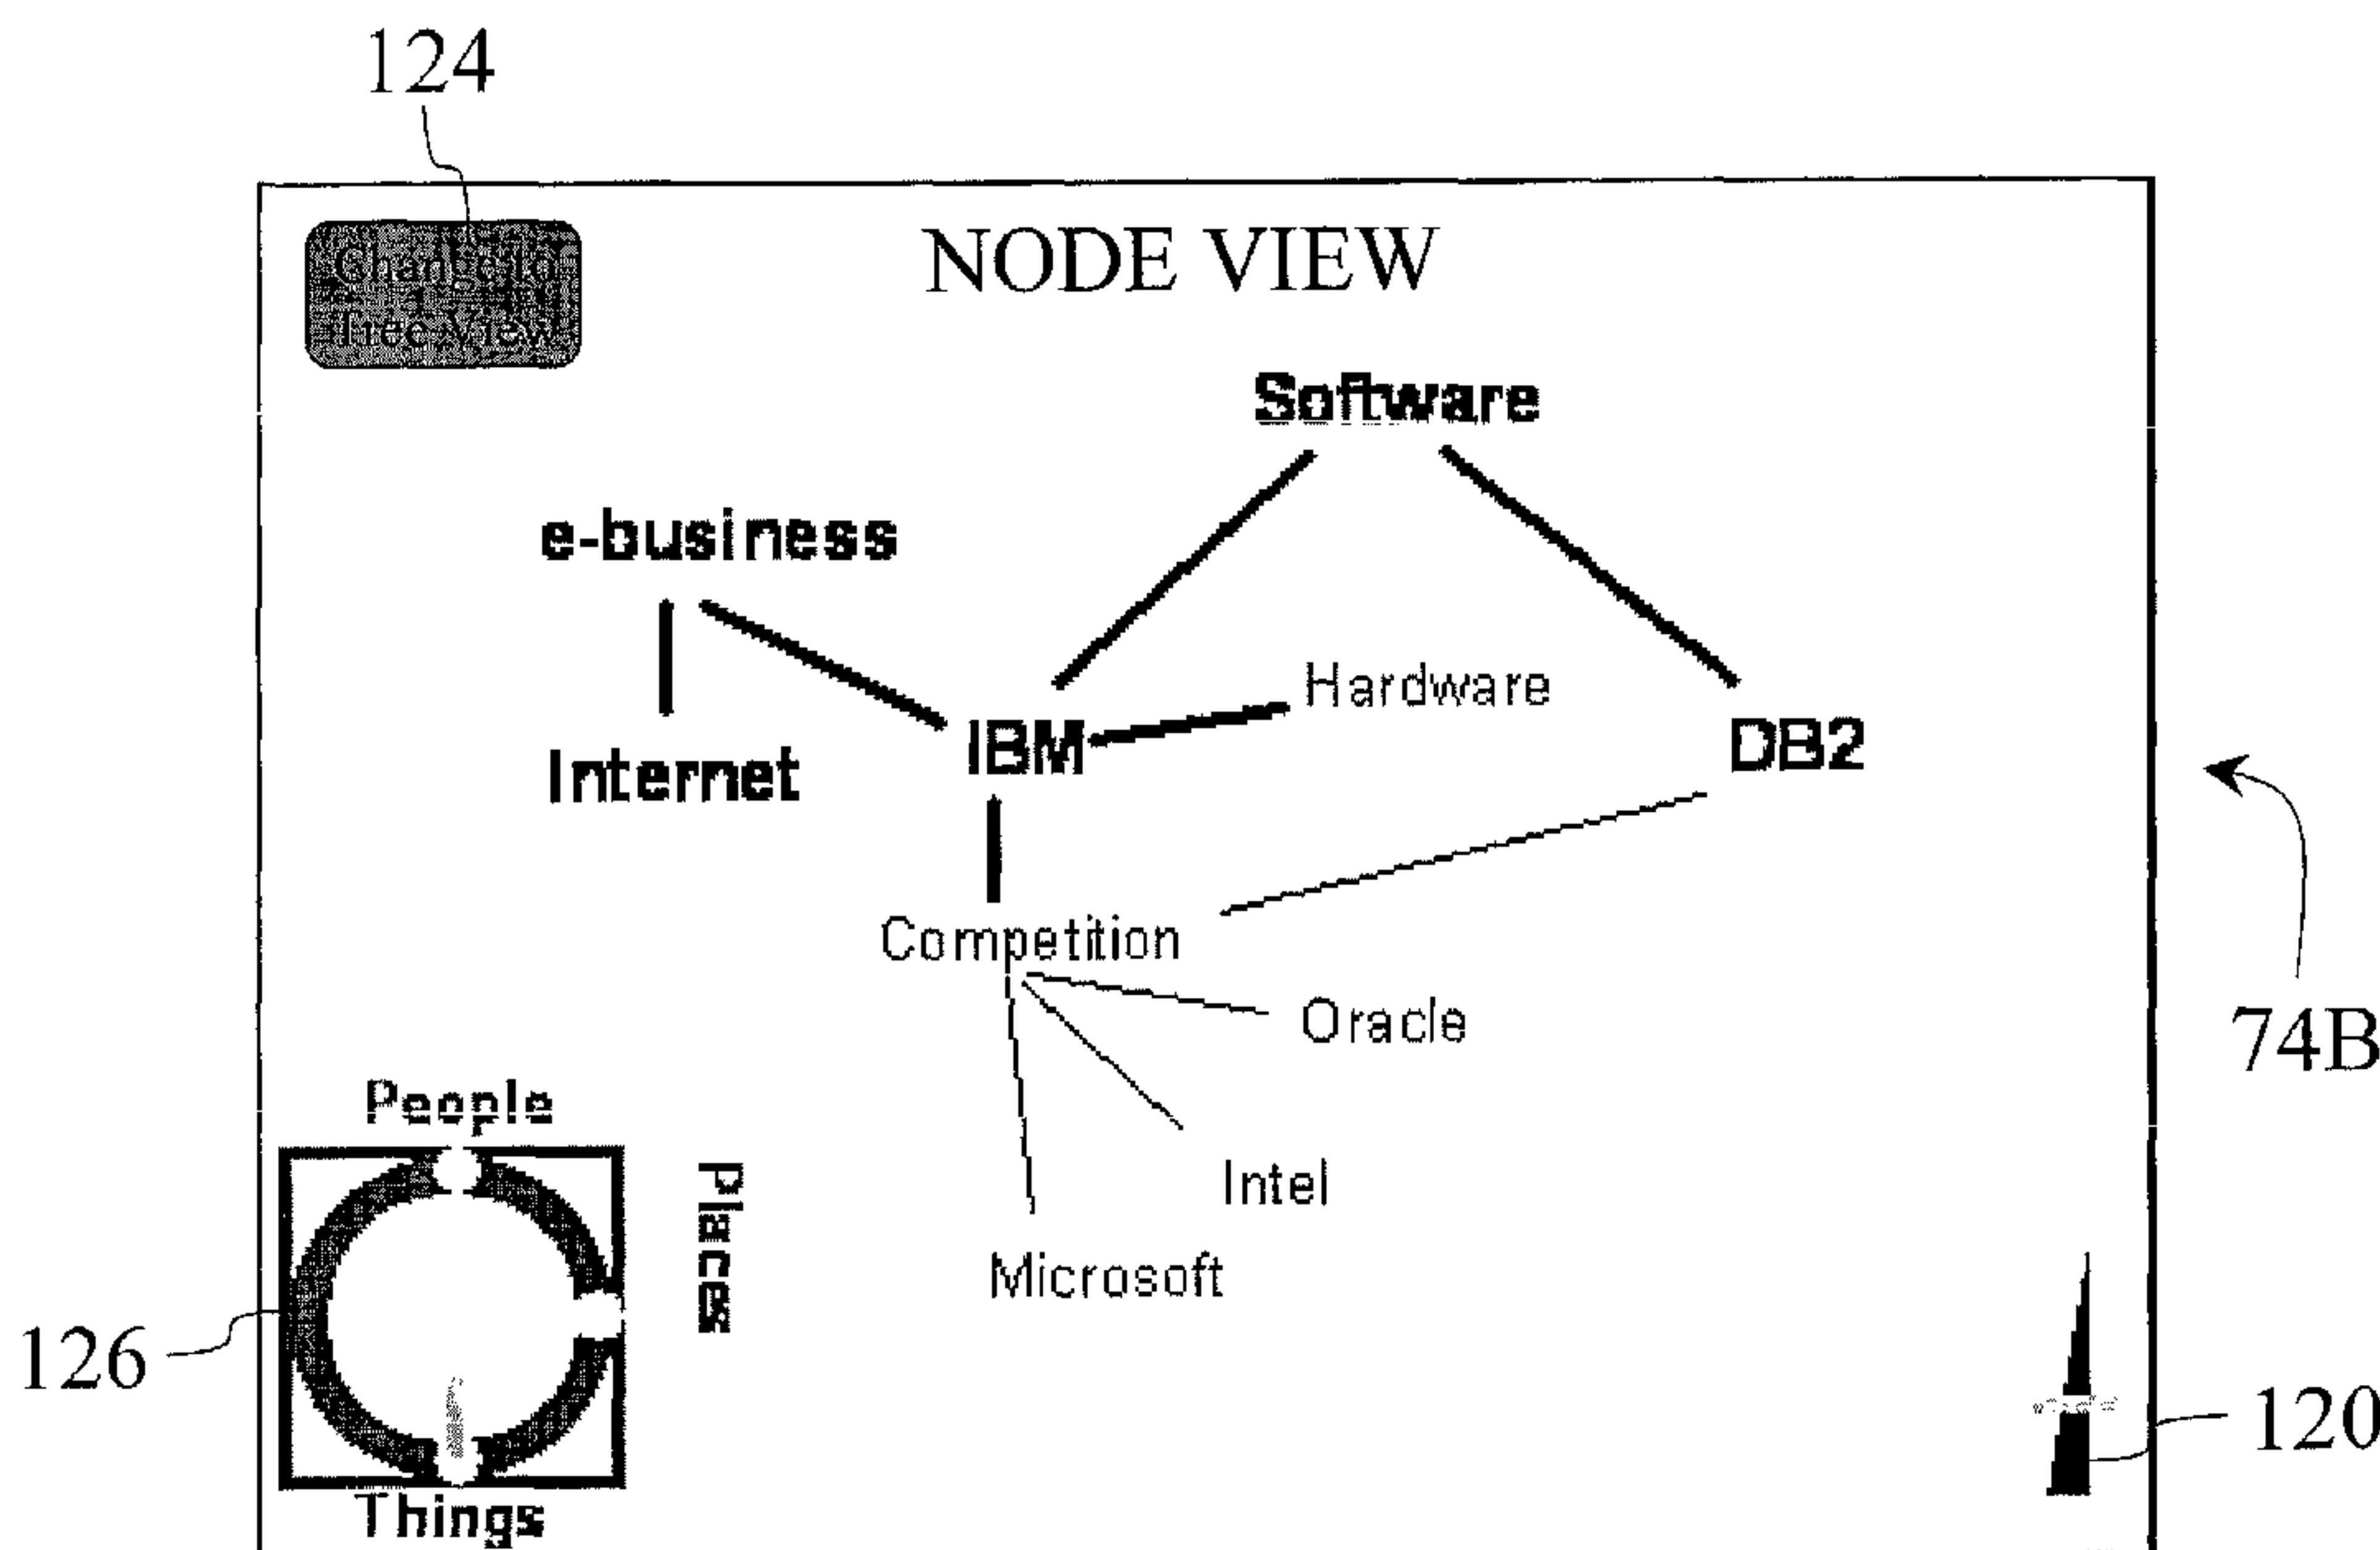 124
Change to
Tree View
NODE VIEW
Software
e-business
Hardware
IBM
DB2
Internet
Competition
Oracle
74B
People
Places
Intel
Microsoft
126
120
Things